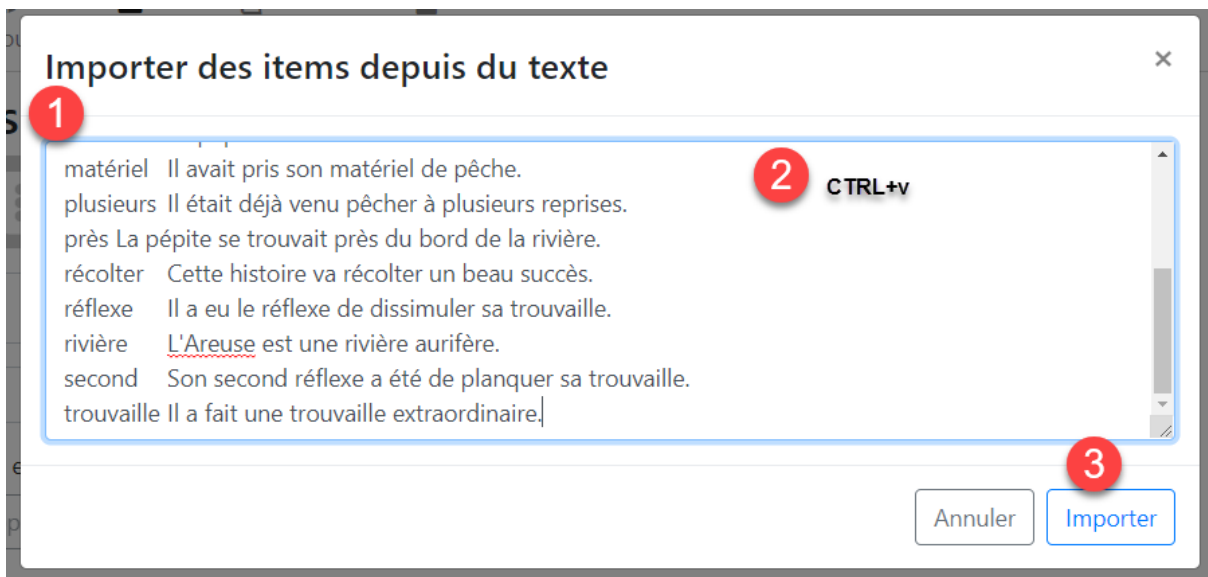 Importer des items depuis du texte
×
1
matériel Il avait pris son matériel de pêche.
2
CTRL+v
plusieurs Il était déjà venu pêcher à plusieurs reprises.
près La pépite se trouvait près du bord de la rivière.
récolter Cette histoire va récolter un beau succès.
réflexe Il a eu le réflexe de dissimuler sa trouvaille.
rivière L'Areuse est une rivière aurifère.
second Son second réflexe a été de planquer sa trouvaille.
trouvaille Il a fait une trouvaille extraordinaire.
3
Annuler
Importer